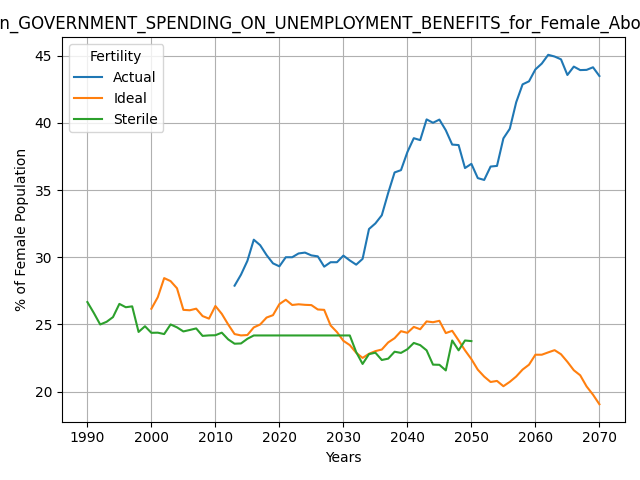 n_GOVERNMENT_SPENDING_ON_UNEMPLOYMENT_BENEFITS_for_Female_Abo
Fertility
Actual
Ideal
Sterile
% of Female Population
45
40
35
30
25
20
1990 2000 2010 2020 2030 2040 2050 2060 2070
Years